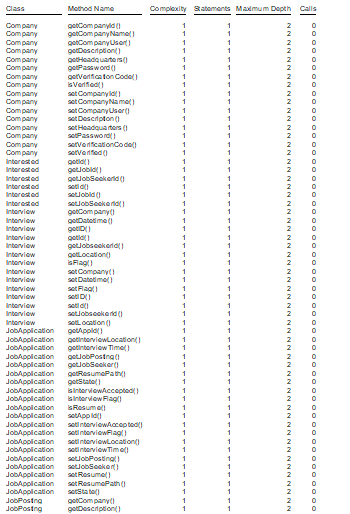 Class Method Name Complexity Statements Maximum Depth Calls
Company getCompanyId() 1 1 2 0
Company getCompanyName() 1 1 2 0
Company getCompanyUser() 1 1 2 0
Company getDescription() 1 1 2 0
Company getHeadquarters() 1 1 2 0
Company getPassword() 1 1 2 0
Company getVerificationCode() 1 1 2 0
Company isVerified() 1 1 2 0
Company setCompanyId() 1 1 2 0
Company setCompanyName() 1 1 2 0
Company setCompanyUser() 1 1 2 0
Company setDescription() 1 1 2 0
Company setHeadquarters() 1 1 2 0
Company setPassword() 1 1 2 0
Company setVerificationCode() 1 1 2 0
Company setVerified() 1 1 2 0
Interested getId() 1 1 2 0
Interested getJobId() 1 1 2 0
Interested getJobSeekerId() 1 1 2 0
Interested setId() 1 1 2 0
Interested setJobId() 1 1 2 0
Interested setJobSeekerId() 1 1 2 0
Interview getCompany() 1 1 2 0
Interview getDatetime() 1 1 2 0
Interview getID() 1 1 2 0
Interview getId() 1 1 2 0
Interview getJobseekerid() 1 1 2 0
Interview getLocation() 1 1 2 0
Interview isFlag() 1 1 2 0
Interview setCompany() 1 1 2 0
Interview setDatetime() 1 1 2 0
Interview setFlag() 1 1 2 0
Interview setID() 1 1 2 0
Interview setId() 1 1 2 0
Interview setJobseekerid() 1 1 2 0
Interview setLocation() 1 1 2 0
JobApplication getAppId() 1 1 2 0
JobApplication getInterviewLocation() 1 1 2 0
JobApplication getInterviewTime() 1 1 2 0
JobApplication getJobPosting() 1 1 2 0
JobApplication getJobSeeker() 1 1 2 0
JobApplication getResumePath() 1 1 2 0
JobApplication getState() 1 1 2 0
JobApplication isInterviewAccepted() 1 1 2 0
JobApplication isInterviewFlag() 1 1 2 0
JobApplication isResume() 1 1 2 0
JobApplication setAppId() 1 1 2 0
JobApplication setInterviewAccepted() 1 1 2 0
JobApplication setInterviewFlag() 1 1 2 0
JobApplication setInterviewLocation() 1 1 2 0
JobApplication setInterviewTime() 1 1 2 0
JobApplication setJobPosting() 1 1 2 0
JobApplication setJobSeeker() 1 1 2 0
JobApplication setResume() 1 1 2 0
JobApplication setResumePath() 1 1 2 0
JobApplication setState() 1 1 2 0
JobPosting getCompany() 1 1 2 0
JobPosting getDescription() 1 1 2 0